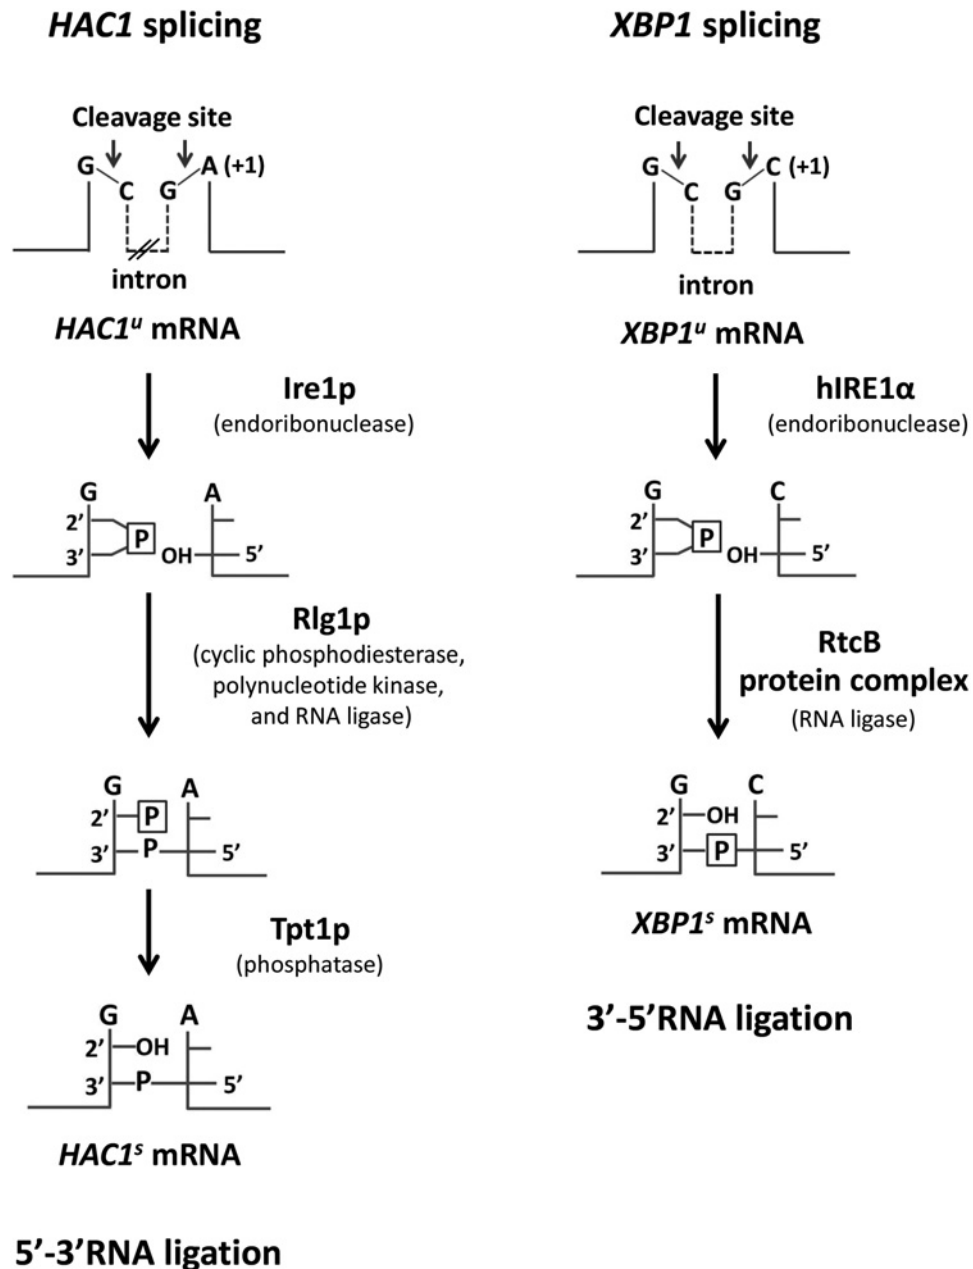 HAC1 splicing
Cleavage site
G A (+1)
C G
intron
HAC1ᵘ mRNA
Ire1p
(endoribonuclease)
G A
2’ P
3’ OH 5’
Rlg1p
(cyclic phosphodiesterase,
polynucleotide kinase,
and RNA ligase)
G A
2’ P
3’ P 5’
Tpt1p
(phosphatase)
G A
2’ OH
3’ P 5’
HAC1ˢ mRNA
5’-3’RNA ligation
XBP1 splicing
Cleavage site
G C (+1)
C G
intron
XBP1ᵘ mRNA
hIRE1α
(endoribonuclease)
G C
2’ P
3’ OH 5’
RtcB
protein complex
(RNA ligase)
G C
2’ OH
3’ P 5’
XBP1ˢ mRNA
3’-5’RNA ligation